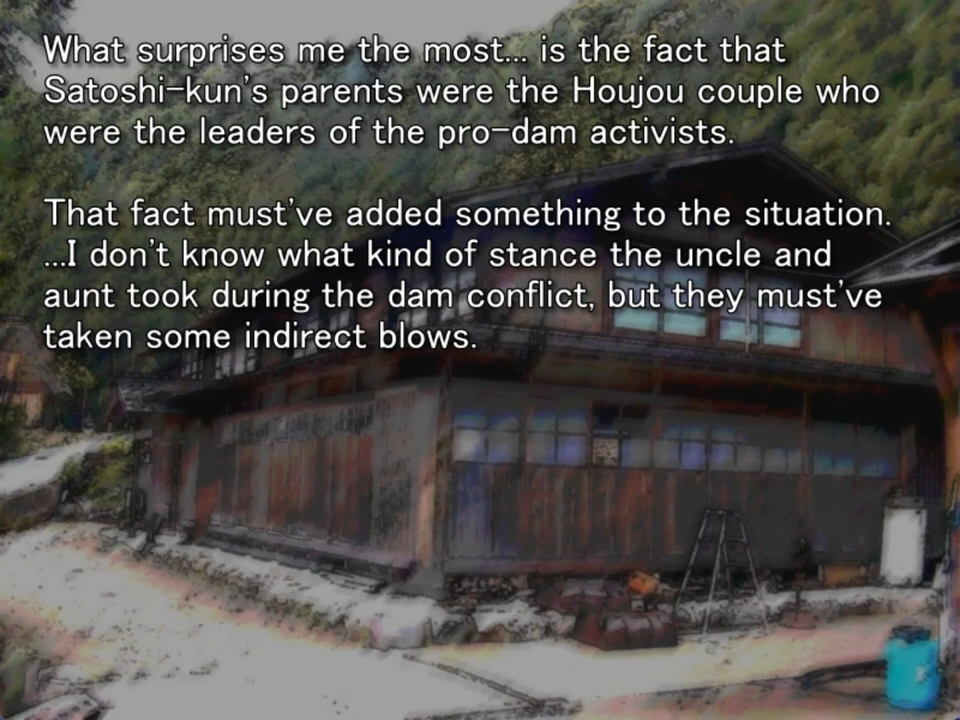 What surprises me the most... is the fact that
Satoshi-kun's parents were the Houjou couple who
were the leaders of the pro-dam activists.
That fact must've added something to the situation.
...I don't know what kind of stance the uncle and
aunt took during the dam conflict, but they must've
taken some indirect blows.